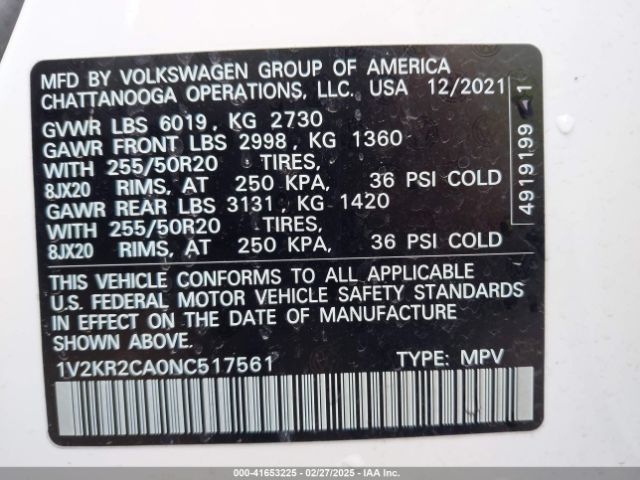 MFD BY VOLKSWAGEN GROUP OF AMERICA
CHATTANOOGA OPERATIONS, LLC. USA 12/2021
GVWR LBS 6019, KG 2730
GAWR FRONT LBS 2998, KG 1360
WITH 255/50R20 TIRES,
8JX20 RIMS, AT 250 KPA, 36 PSI COLD
GAWR REAR LBS 3131, KG 1420
WITH 255/50R20 TIRES,
8JX20 RIMS, AT 250 KPA, 36 PSI COLD
THIS VEHICLE CONFORMS TO ALL APPLICABLE
U.S. FEDERAL MOTOR VEHICLE SAFETY STANDARDS
IN EFFECT ON THE DATE OF MANUFACTURE
SHOWN ABOVE.
1V2KR2CA0NC517561 TYPE: MPV
4919199
000-41653225 - 02/27/2025 - IAA Inc.